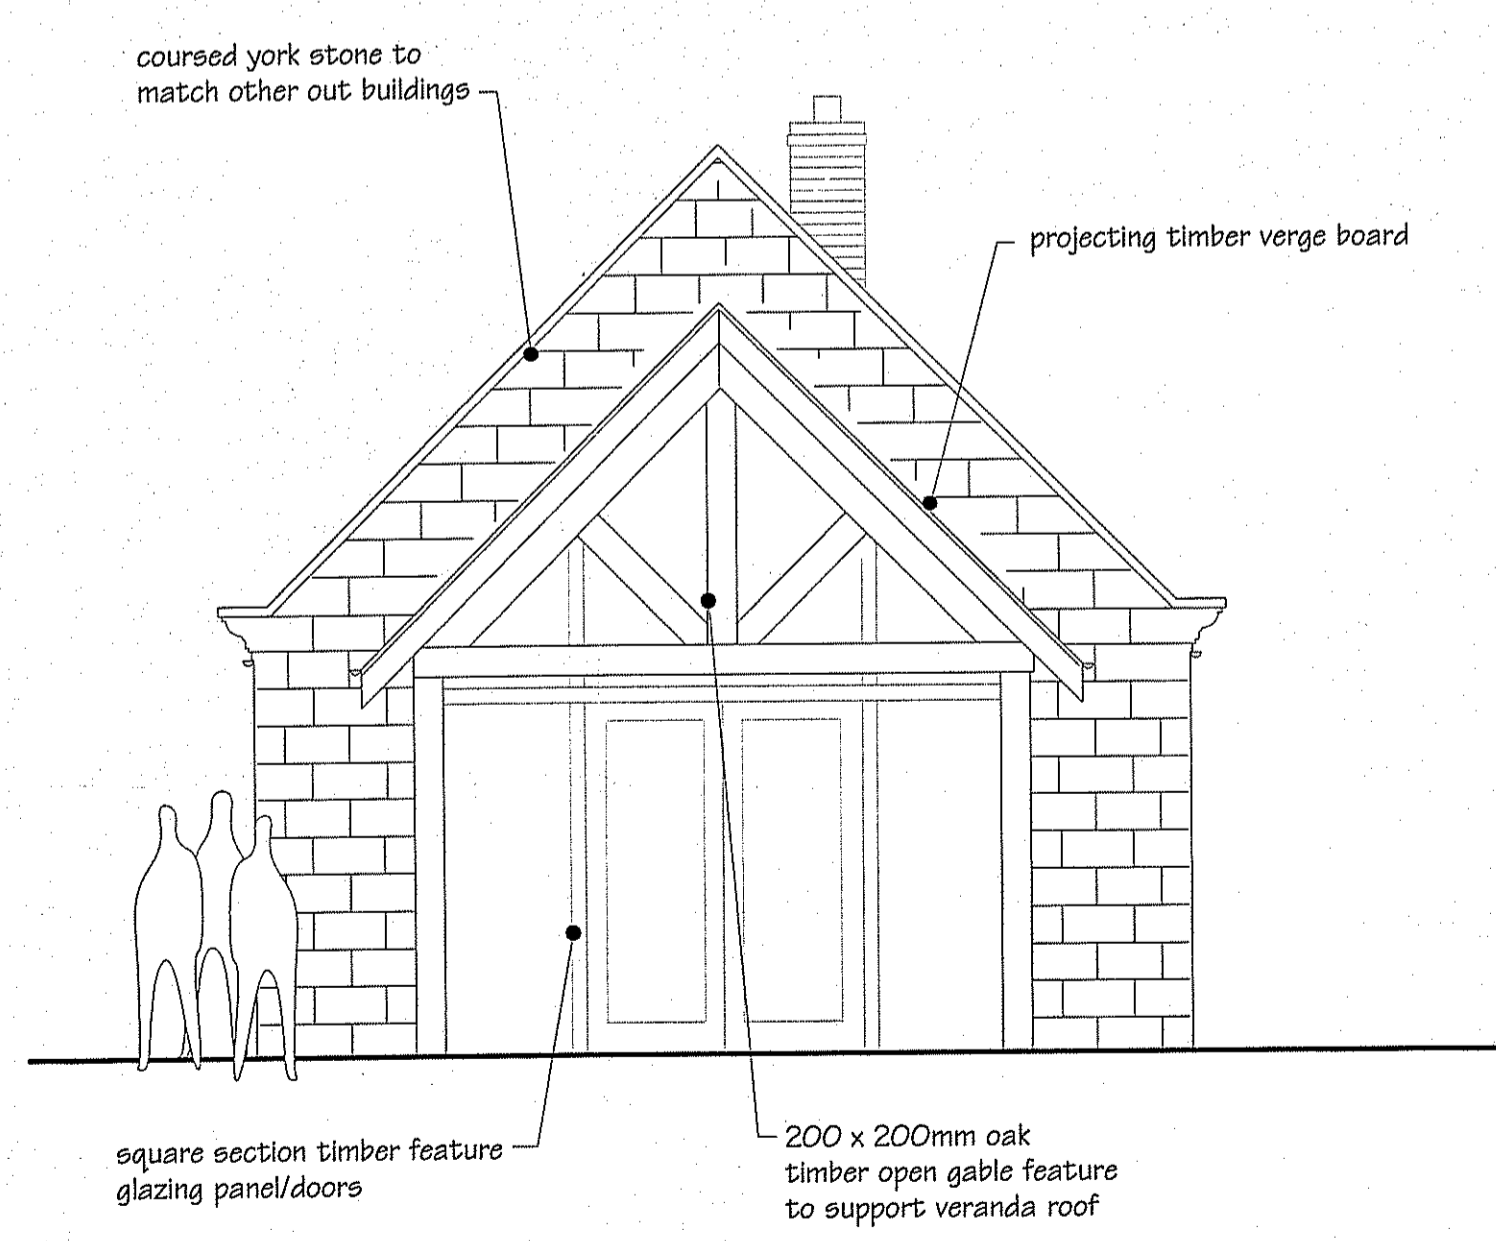 coursed york stone to
match other out buildings
projecting timber verge board
square section timber feature
glazing panel/doors
200 x 200mm oak
timber open gable feature
to support veranda roof